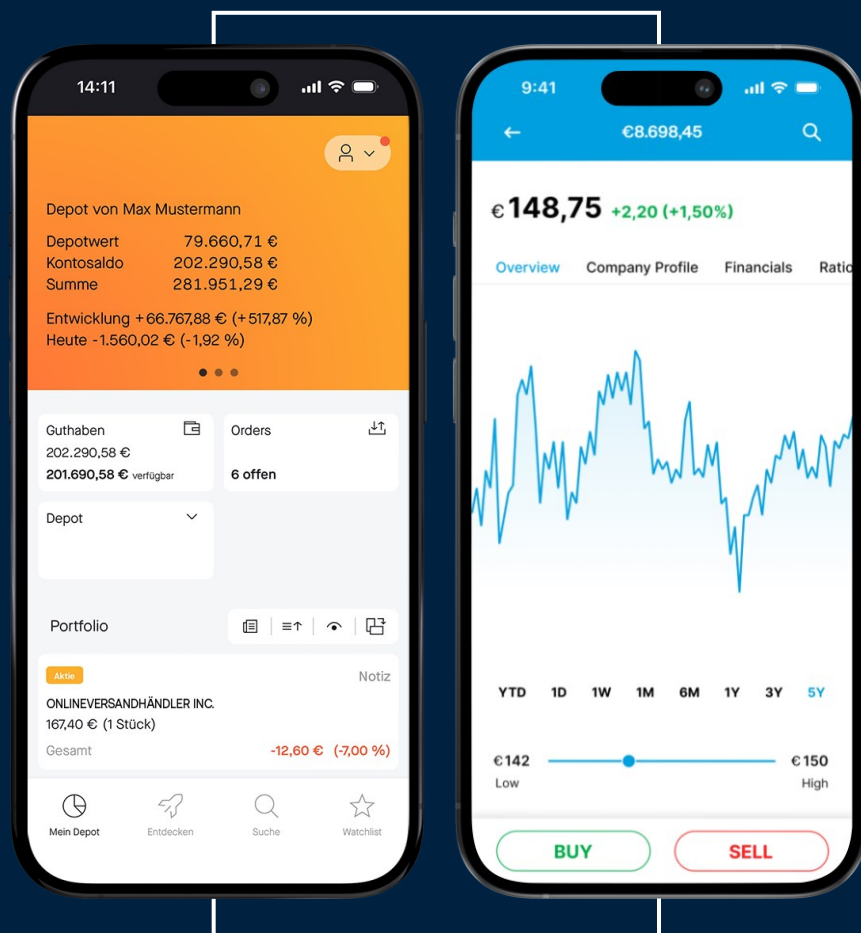 14:11
Depot von Max Mustermann
Depotwert 79.660,71 €
Kontosaldo 202.290,58 €
Summe 281.951,29 €
Entwicklung +66.767,88 € (+517,87 %)
Heute -1.560,02 € (-1,92 %)
Guthaben
202.290,58 €
201.690,58 € verfügbar
Orders
6 offen
Depot
Portfolio
Aktie Notiz
ONLINEVERSANDHÄNDLER INC.
167,40 € (1 Stück)
Gesamt -12,60 € (-7,00 %)
Mein Depot Entdecken Suche Watchlist
9:41
€8.698,45
€148,75 +2,20 (+1,50%)
Overview Company Profile Financials Ratio
YTD 1D 1W 1M 6M 1Y 3Y 5Y
€142 €150
Low High
BUY SELL